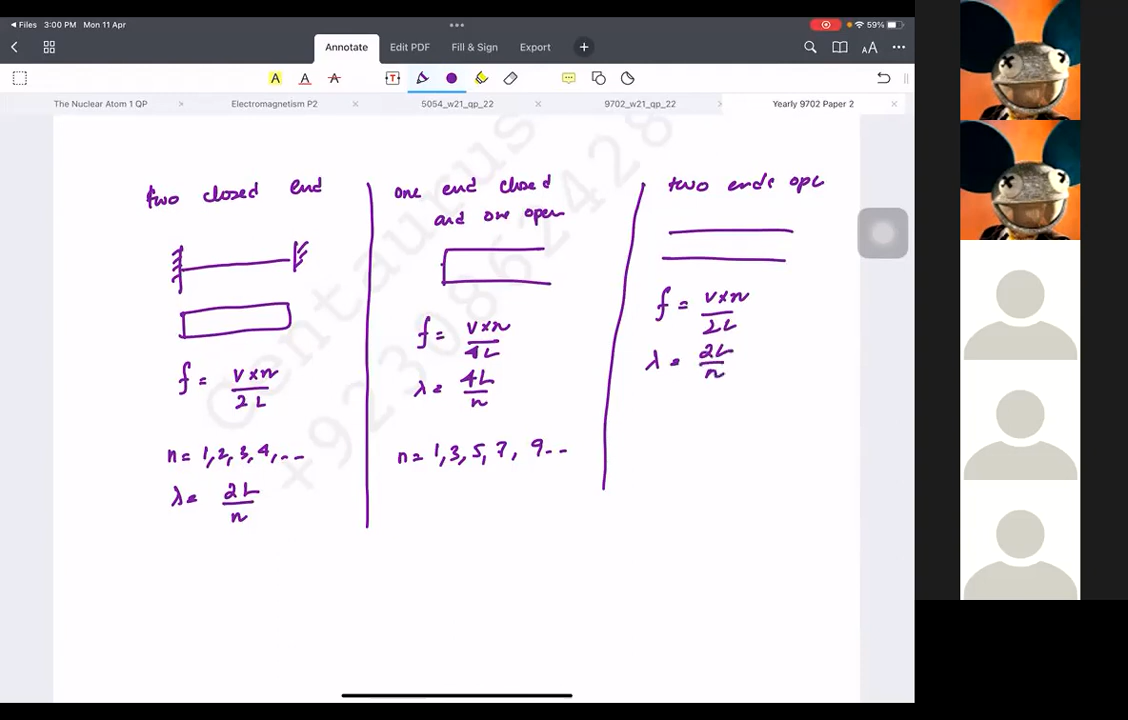 Files 3:00 PM Mon 11 Apr
59%
Annotate Edit PDF Fill & Sign Export
The Nuclear Atom 1 QP Electromagnetism P2 5054_w21_qp_22 9702_w21_qp_22 Yearly 9702 Paper 2
two closed end
f = v×n / 2L
n = 1,2,3,4,...
λ = 2L / n
one end closed
and one open
f = v×n / 4L
λ = 4L / n
n = 1,3,5,7,9--
two ends open
f = v×n / 2L
λ = 2L / n
Centaurus
+92309862428